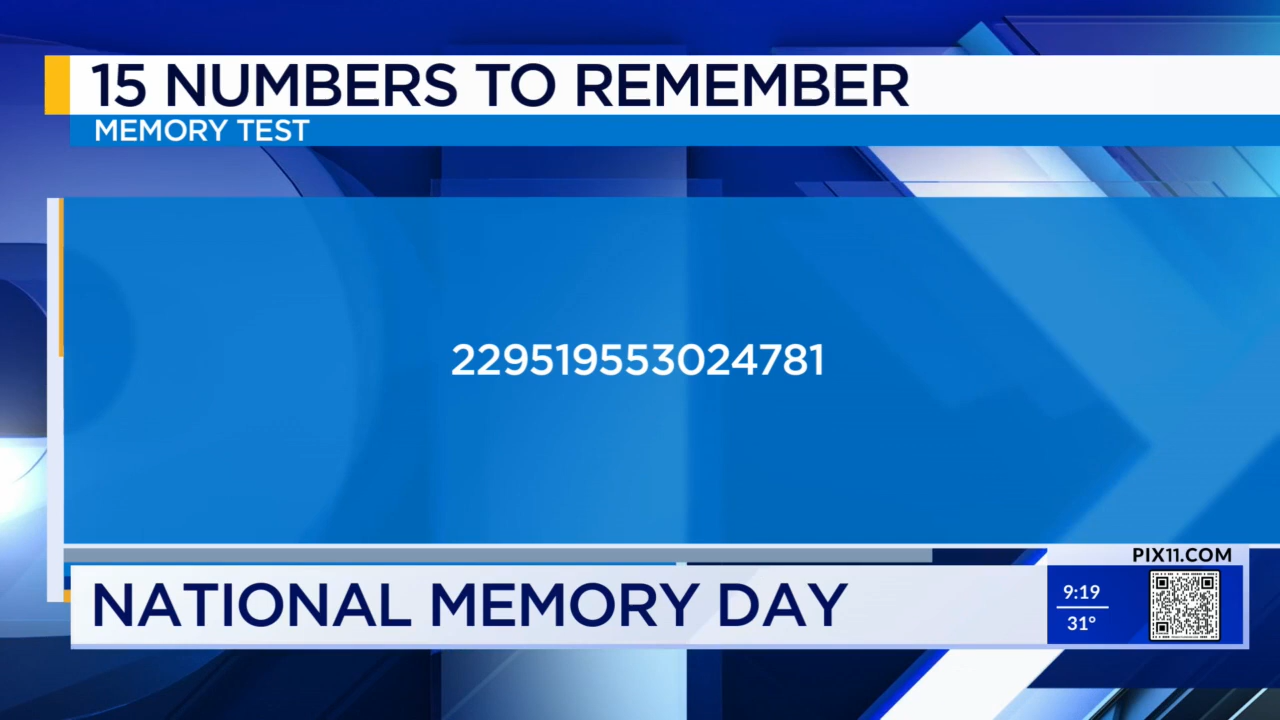 15 NUMBERS TO REMEMBER
MEMORY TEST
229519553024781
PIX11.COM
NATIONAL MEMORY DAY
9:19
31°